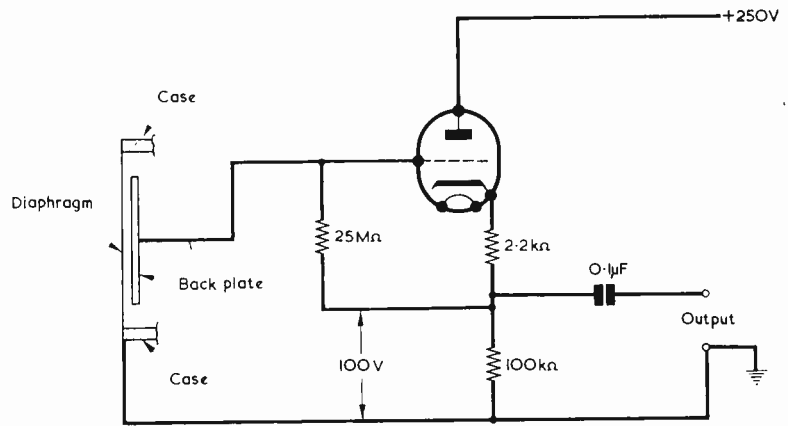 +250V
Case
Diaphragm
25MΩ
2·2kΩ
Back plate
0·1μF
Output
100V
100kΩ
Case